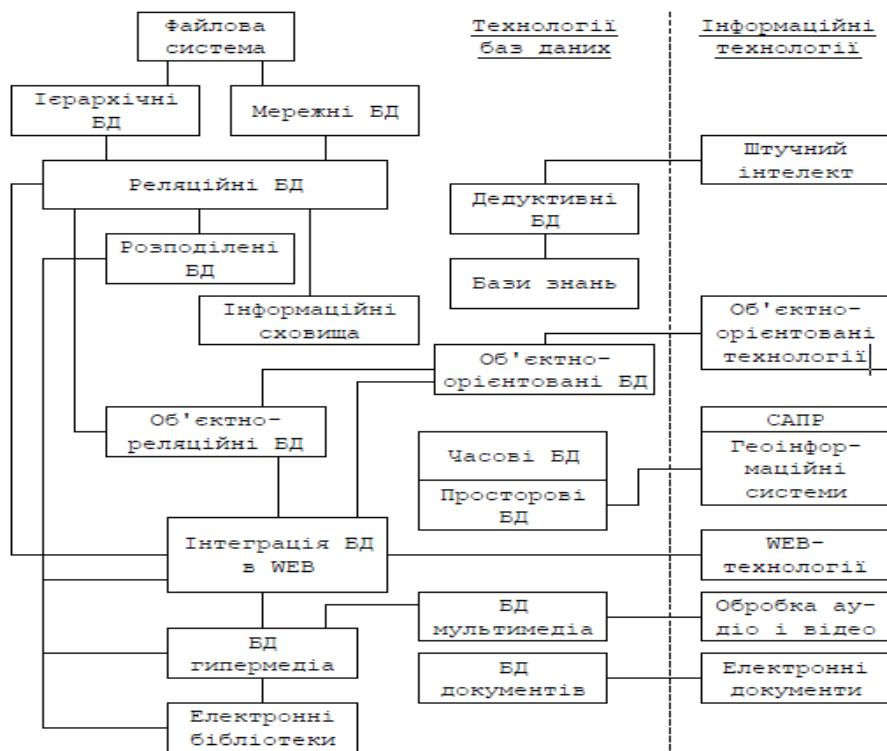 Файлова
система
Технології
баз даних
Інформаційні
технології
Ієрархічні
БД
Мережні БД
Штучний
інтелект
Реляційні БД
Дедуктивні
БД
Розподілені
БД
Бази знань
Інформаційні
сховища
Об'єктно-
орієнтовані
технології
Об'єктно-
орієнтовані БД
Об'єктно-
реляційні БД
САПР
Часові БД
Геоінфор-
маційні
системи
Просторові
БД
Інтеграція БД
в WEB
WEB-
технології
БД
мультимедіа
Обробка ау-
діо і відео
БД
гипермедіа
БД
документів
Електронні
документи
Електронні
бібліотеки